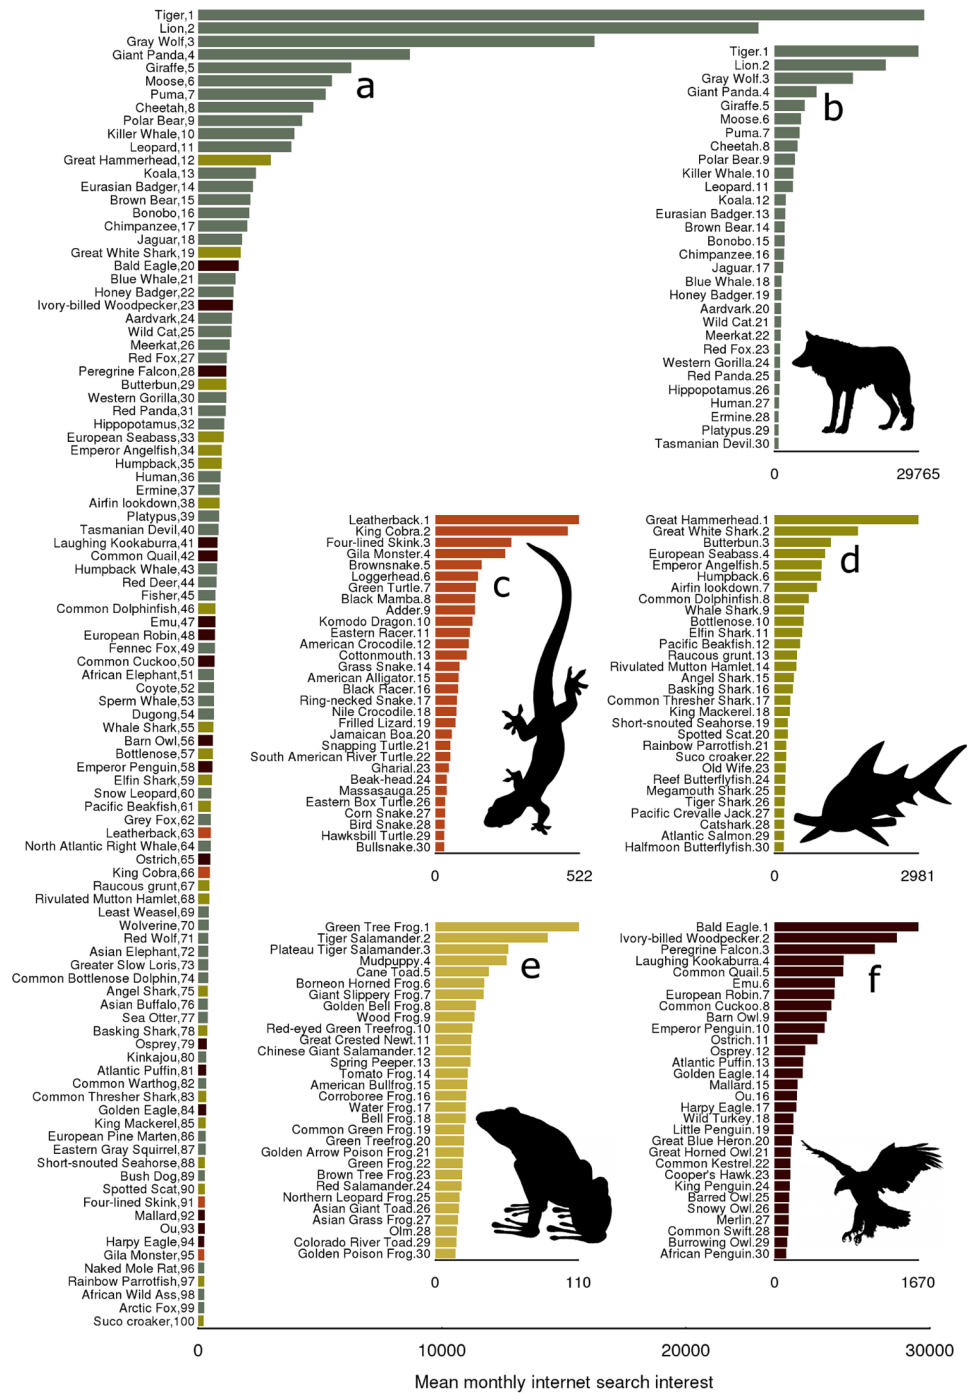 Tiger,1
Lion,2
Gray Wolf,3
Giant Panda,4
Giraffe,5
Moose,6
Puma,7
Cheetah,8
Polar Bear,9
Killer Whale,10
Leopard,11
Great Hammerhead,12
Koala,13
Eurasian Badger,14
Brown Bear,15
Bonobo,16
Chimpanzee,17
Jaguar,18
Great White Shark,19
Bald Eagle,20
Blue Whale,21
Honey Badger,22
Ivory-billed Woodpecker,23
Aardvark,24
Wild Cat,25
Meerkat,26
Red Fox,27
Peregrine Falcon,28
Butterbun,29
Western Gorilla,30
Red Panda,31
Hippopotamus,32
European Seabass,33
Emperor Angelfish,34
Humpback,35
Human,36
Ermine,37
Airfin lookdown,38
Platypus,39
Tasmanian Devil,40
Laughing Kookaburra,41
Common Quail,42
Humpback Whale,43
Red Deer,44
Fisher,45
Common Dolphinfish,46
Emu,47
European Robin,48
Fennec Fox,49
Common Cuckoo,50
African Elephant,51
Coyote,52
Sperm Whale,53
Dugong,54
Whale Shark,55
Barn Owl,56
Bottlenose,57
Emperor Penguin,58
Elfin Shark,59
Snow Leopard,60
Pacific Beakfish,61
Grey Fox,62
Leatherback,63
North Atlantic Right Whale,64
Ostrich,65
King Cobra,66
Raucous grunt,67
Rivulated Mutton Hamlet,68
Least Weasel,69
Wolverine,70
Red Wolf,71
Asian Elephant,72
Greater Slow Loris,73
Common Bottlenose Dolphin,74
Angel Shark,75
Asian Buffalo,76
Sea Otter,77
Basking Shark,78
Osprey,79
Kinkajou,80
Atlantic Puffin,81
Common Warthog,82
Common Thresher Shark,83
Golden Eagle,84
King Mackerel,85
European Pine Marten,86
Eastern Gray Squirrel,87
Short-snouted Seahorse,88
Bush Dog,89
Spotted Scat,90
Four-lined Skink,91
Mallard,92
Ou,93
Harpy Eagle,94
Gila Monster,95
Naked Mole Rat,96
Rainbow Parrotfish,97
African Wild Ass,98
Arctic Fox,99
Suco croaker,100
0 10000 20000 30000
Mean monthly internet search interest
a
Tiger.1
Lion.2
Gray Wolf.3
Giant Panda.4
Giraffe.5
Moose.6
Puma.7
Cheetah.8
Polar Bear.9
Killer Whale.10
Leopard.11
Koala.12
Eurasian Badger.13
Brown Bear.14
Bonobo.15
Chimpanzee.16
Jaguar.17
Blue Whale.18
Honey Badger.19
Aardvark.20
Wild Cat.21
Meerkat.22
Red Fox.23
Western Gorilla.24
Red Panda.25
Hippopotamus.26
Human.27
Ermine.28
Platypus.29
Tasmanian Devil.30
0 29765
b
Leatherback.1
King Cobra.2
Four-lined Skink.3
Gila Monster.4
Brownsnake.5
Loggerhead.6
Green Turtle.7
Black Mamba.8
Adder.9
Komodo Dragon.10
Eastern Racer.11
American Crocodile.12
Cottonmouth.13
Grass Snake.14
American Alligator.15
Black Racer.16
Ring-necked Snake.17
Nile Crocodile.18
Frilled Lizard.19
Jamaican Boa.20
Snapping Turtle.21
South American River Turtle.22
Gharial.23
Beak-head.24
Massasauga.25
Eastern Box Turtle.26
Corn Snake.27
Bird Snake.28
Hawksbill Turtle.29
Bullsnake.30
0 522
c
Great Hammerhead.1
Great White Shark.2
Butterbun.3
European Seabass.4
Emperor Angelfish.5
Humpback.6
Airfin lookdown.7
Common Dolphinfish.8
Whale Shark.9
Bottlenose.10
Elfin Shark.11
Pacific Beakfish.12
Raucous grunt.13
Rivulated Mutton Hamlet.14
Angel Shark.15
Basking Shark.16
Common Thresher Shark.17
King Mackerel.18
Short-snouted Seahorse.19
Spotted Scat.20
Rainbow Parrotfish.21
Suco croaker.22
Old Wife.23
Reef Butterflyfish.24
Megamouth Shark.25
Tiger Shark.26
Pacific Crevalle Jack.27
Catshark.28
Atlantic Salmon.29
Halfmoon Butterflyfish.30
0 2981
d
Green Tree Frog.1
Tiger Salamander.2
Plateau Tiger Salamander.3
Mudpuppy.4
Cane Toad.5
Borneon Horned Frog.6
Giant Slippery Frog.7
Golden Bell Frog.8
Wood Frog.9
Red-eyed Green Treefrog.10
Great Crested Newt.11
Chinese Giant Salamander.12
Spring Peeper.13
Tomato Frog.14
American Bullfrog.15
Corroboree Frog.16
Water Frog.17
Bell Frog.18
Common Green Frog.19
Green Treefrog.20
Golden Arrow Poison Frog.21
Green Frog.22
Brown Tree Frog.23
Red Salamander.24
Northern Leopard Frog.25
Asian Giant Toad.26
Asian Grass Frog.27
Olm.28
Colorado River Toad.29
Golden Poison Frog.30
0 110
e
Bald Eagle.1
Ivory-billed Woodpecker.2
Peregrine Falcon.3
Laughing Kookaburra.4
Common Quail.5
Emu.6
European Robin.7
Common Cuckoo.8
Barn Owl.9
Emperor Penguin.10
Ostrich.11
Osprey.12
Atlantic Puffin.13
Golden Eagle.14
Mallard.15
Ou.16
Harpy Eagle.17
Wild Turkey.18
Little Penguin.19
Great Blue Heron.20
Great Horned Owl.21
Common Kestrel.22
Cooper's Hawk.23
King Penguin.24
Barred Owl.25
Snowy Owl.26
Merlin.27
Common Swift.28
Burrowing Owl.29
African Penguin.30
0 1670
f